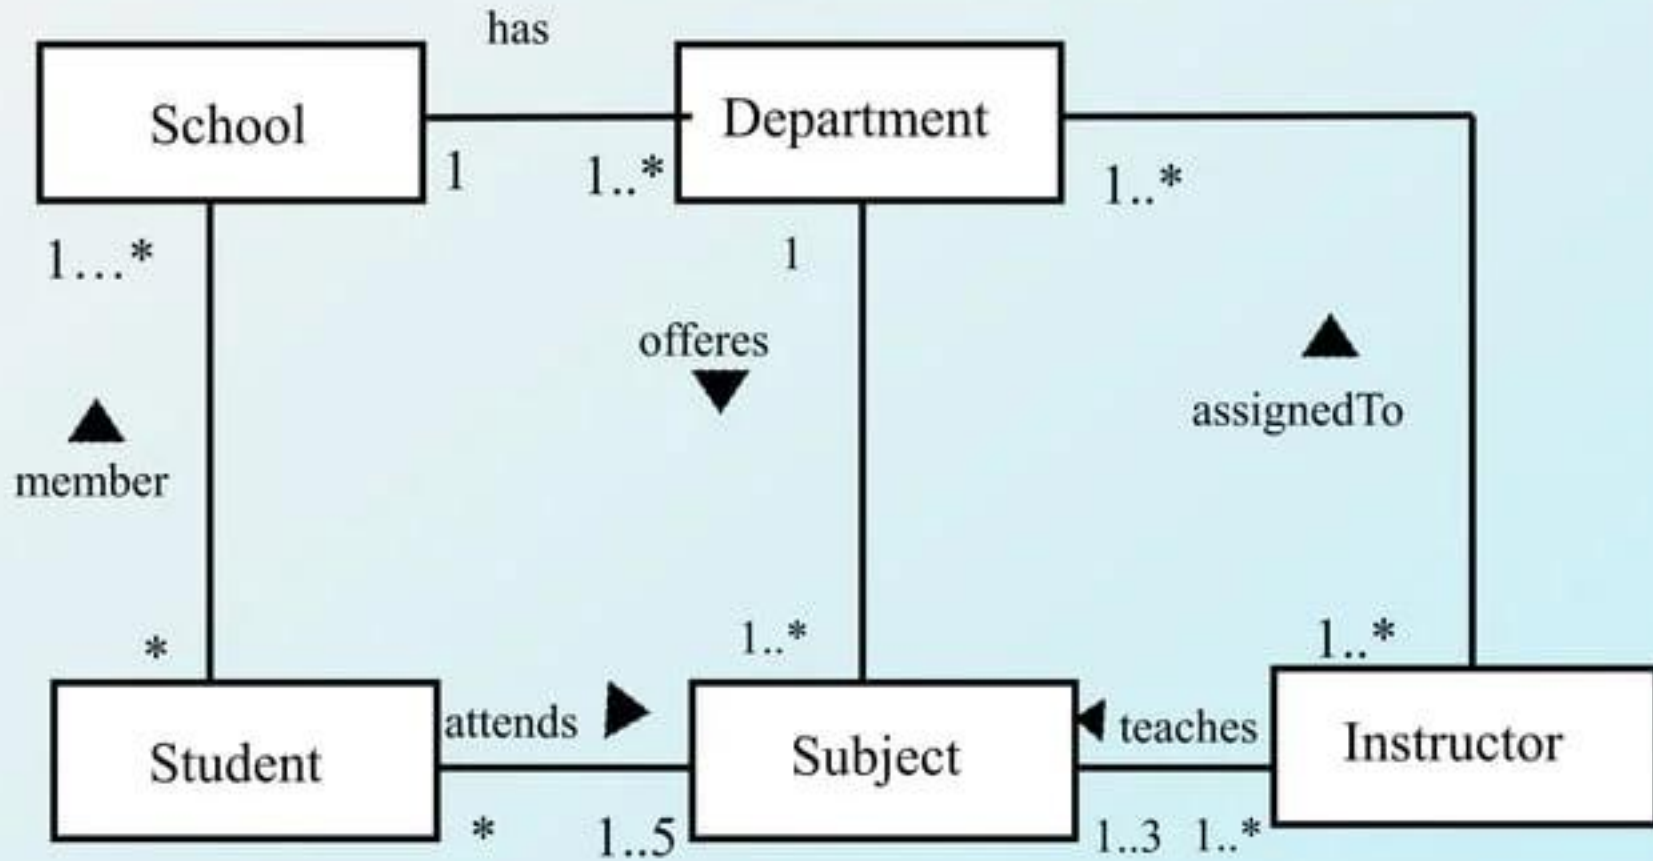 has
School
Department
1
1..*
1..*
1...*
1
offeres
assignedTo
member
*
1..*
1..*
attends
teaches
Student
Subject
Instructor
*
1..5
1..3
1..*